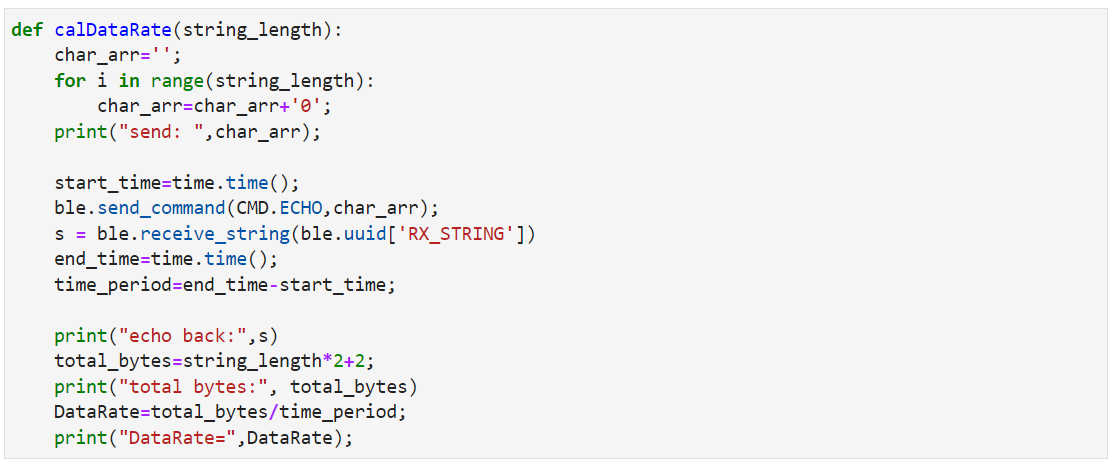 def calDataRate(string_length):
    char_arr='';
    for i in range(string_length):
        char_arr=char_arr+'0';
    print("send: ",char_arr);

    start_time=time.time();
    ble.send_command(CMD.ECHO,char_arr);
    s = ble.receive_string(ble.uuid['RX_STRING'])
    end_time=time.time();
    time_period=end_time-start_time;

    print("echo back:",s)
    total_bytes=string_length*2+2;
    print("total bytes:", total_bytes)
    DataRate=total_bytes/time_period;
    print("DataRate=",DataRate);